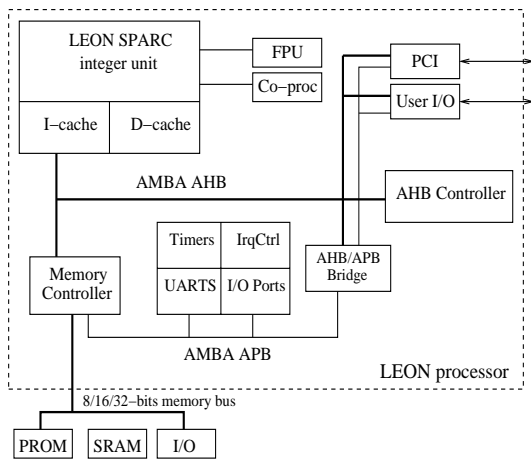 LEON SPARC
integer unit
FPU
Co−proc
PCI
User I/O
I−cache
D−cache
AMBA AHB
AHB Controller
Timers
IrqCtrl
UARTS
I/O Ports
AHB/APB
Bridge
Memory
Controller
AMBA APB
LEON processor
8/16/32−bits memory bus
PROM
SRAM
I/O